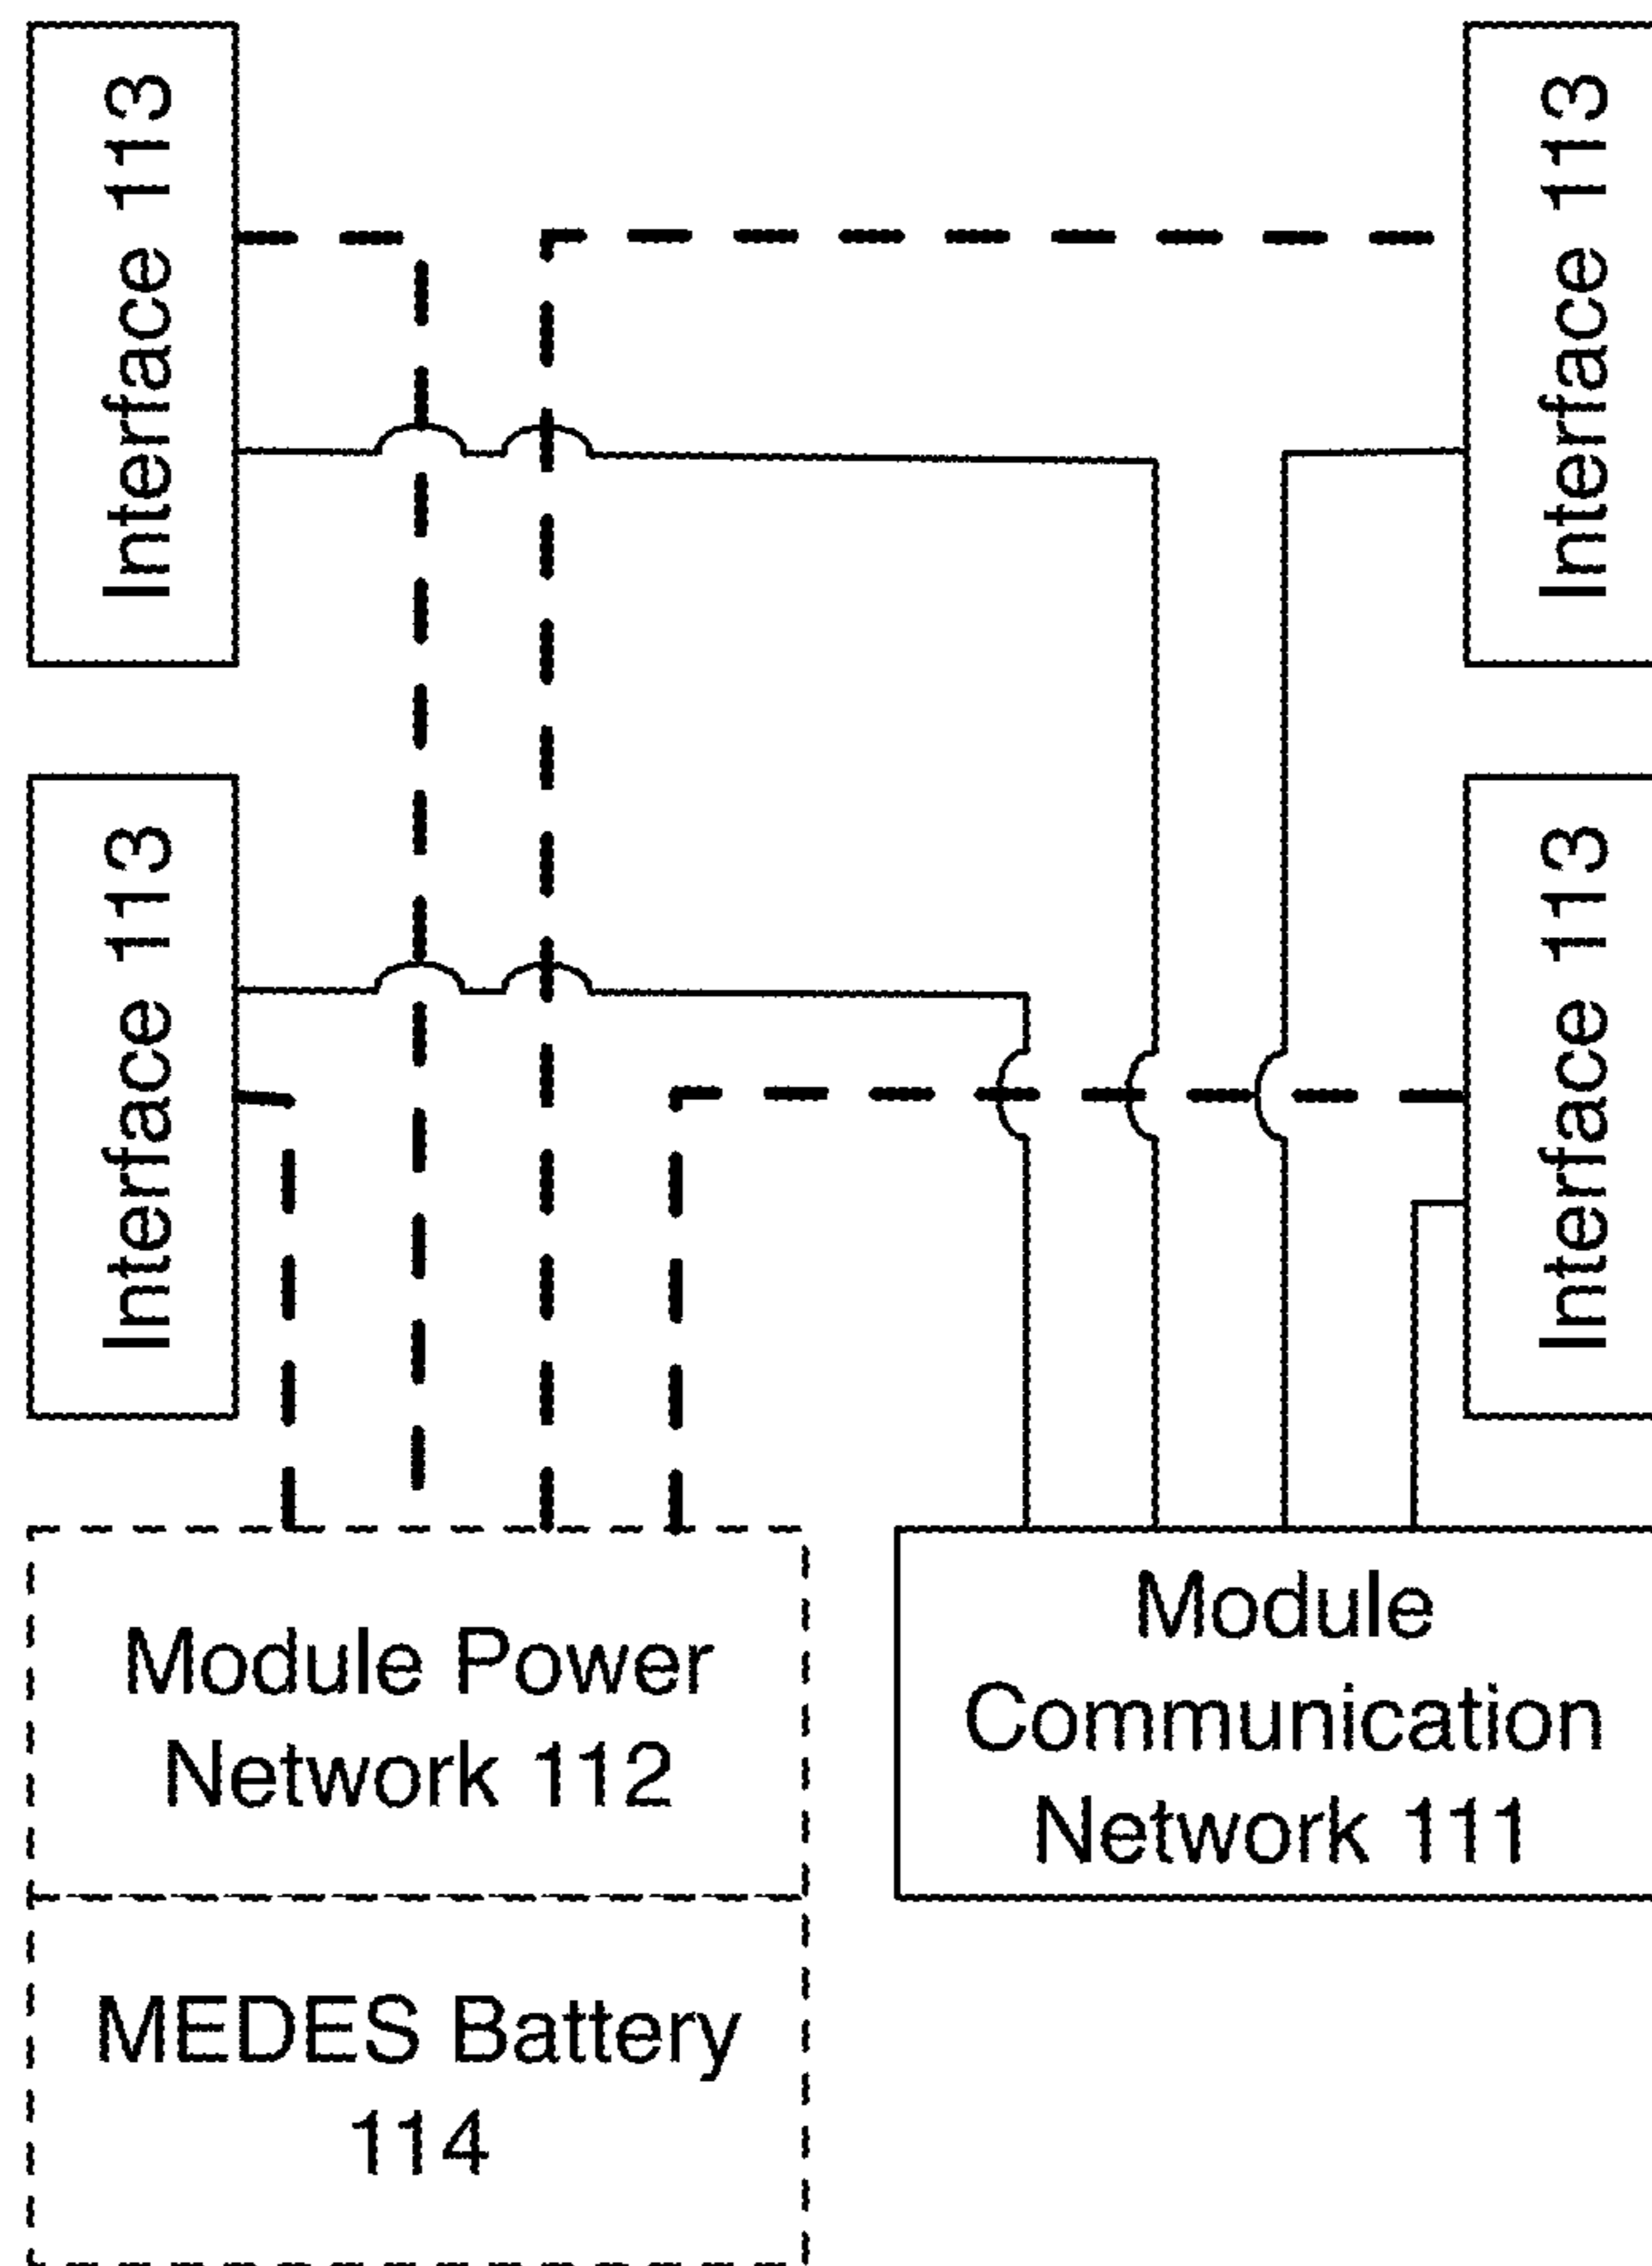 Interface 113
Interface 113
Interface 113
Interface 113
Module Power
Network 112
Module
Communication
Network 111
MEDES Battery
114